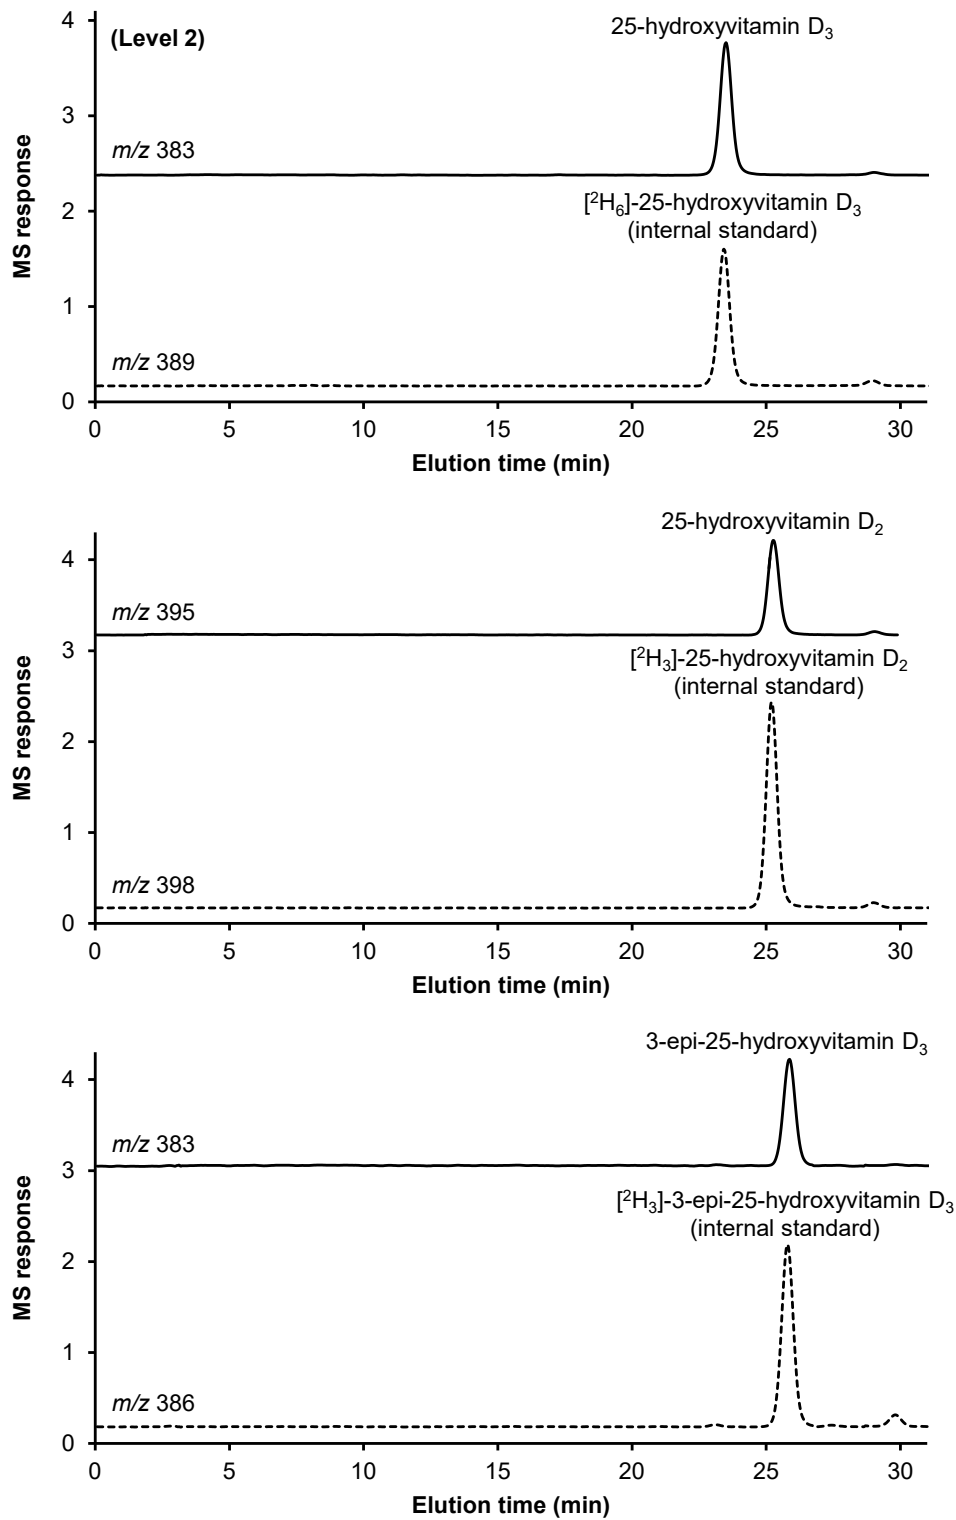 (Level 2)
25-hydroxyvitamin D₃
4
3
2
1
0
MS response
m/z 383
[²H₆]-25-hydroxyvitamin D₃
(internal standard)
m/z 389
0 5 10 15 20 25 30
Elution time (min)
25-hydroxyvitamin D₂
4
3
2
1
0
MS response
m/z 395
[²H₃]-25-hydroxyvitamin D₂
(internal standard)
m/z 398
0 5 10 15 20 25 30
Elution time (min)
3-epi-25-hydroxyvitamin D₃
4
3
2
1
0
MS response
m/z 383
[²H₃]-3-epi-25-hydroxyvitamin D₃
(internal standard)
m/z 386
0 5 10 15 20 25 30
Elution time (min)